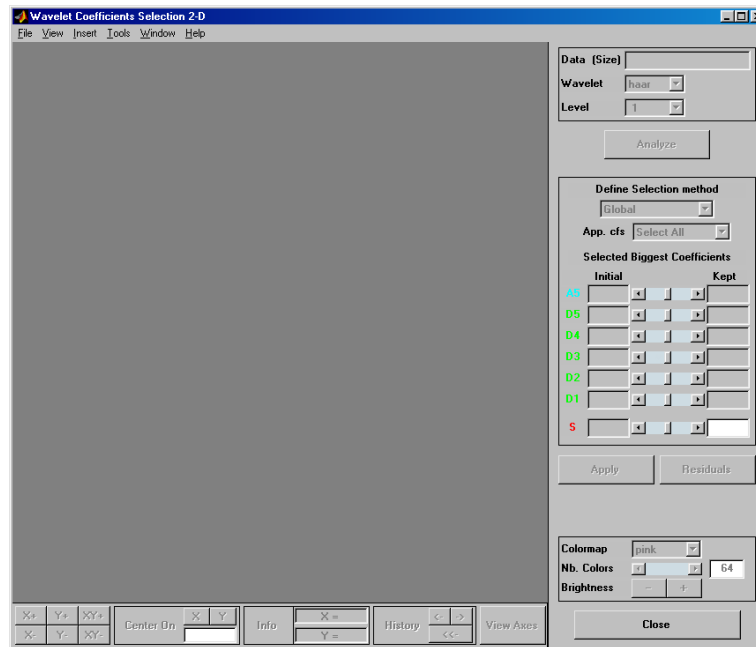 Wavelet Coefficients Selection 2-D
File View Insert Tools Window Help
Data (Size)
Wavelet haar
Level 1
Analyze
Define Selection method
Global
App. cfs Select All
Selected Biggest Coefficients
Initial Kept
A5
D5
D4
D3
D2
D1
S
Apply Residuals
Colormap pink
Nb. Colors 64
Brightness - +
X+ Y+ XY+ Center On X Y Info X = History <- -> View Axes
X- Y- XY- Y = <<-
Close